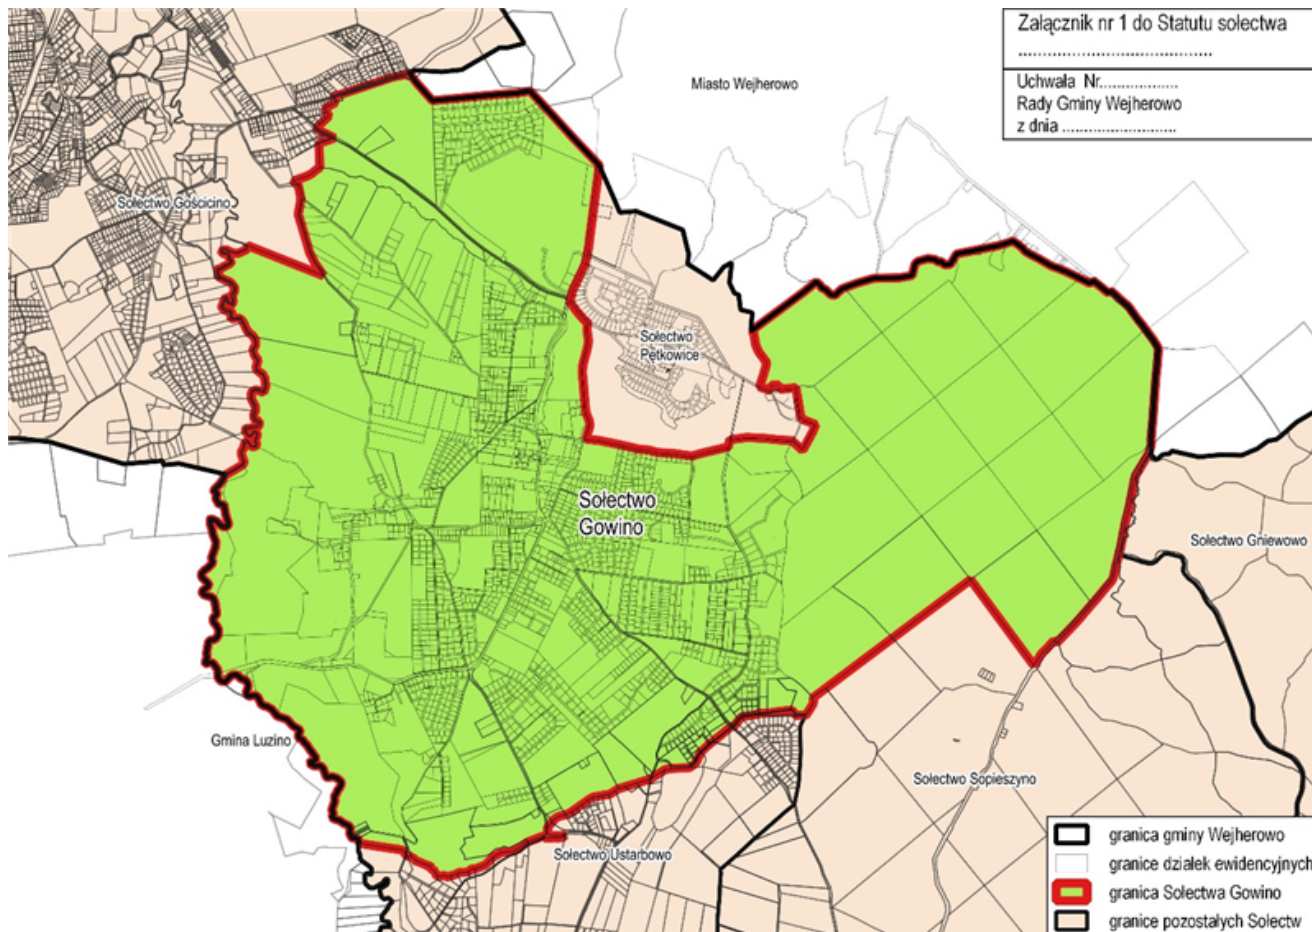 Załącznik nr 1 do Statutu sołectwa
.................................................
Uchwała Nr....................
Rady Gminy Wejherowo
z dnia .............................
Miasto Wejherowo
Sołectwo Gościcino
Sołectwo
Pętkowice
Sołectwo
Gowino
Sołectwo Gniewowo
Gmina Luzino
Sołectwo Sopieszyno
Sołectwo Ustarbowo
granica gminy Wejherowo
granice działek ewidencyjnych
granica Sołectwa Gowino
granice pozostałych Sołectw